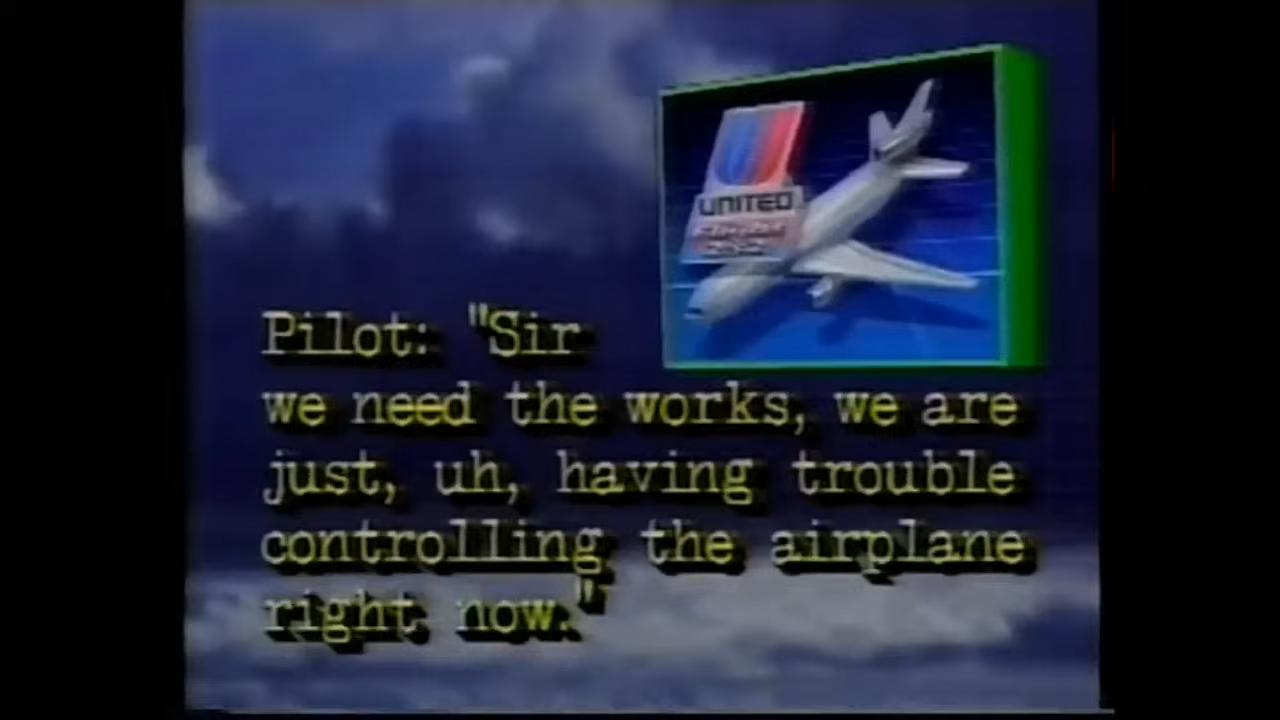 UNITED
Pilot: "Sir
we need the works, we are
just, uh, having trouble
controlling the airplane
right now."